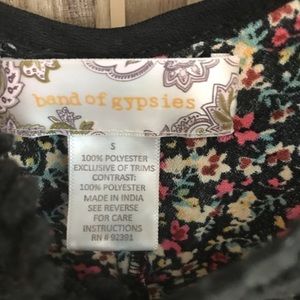 band of gypsies
S
100% POLYESTER
EXCLUSIVE OF TRIMS
CONTRAST:
100% POLYESTER
MADE IN INDIA
SEE REVERSE
FOR CARE
INSTRUCTIONS
RN # 92391